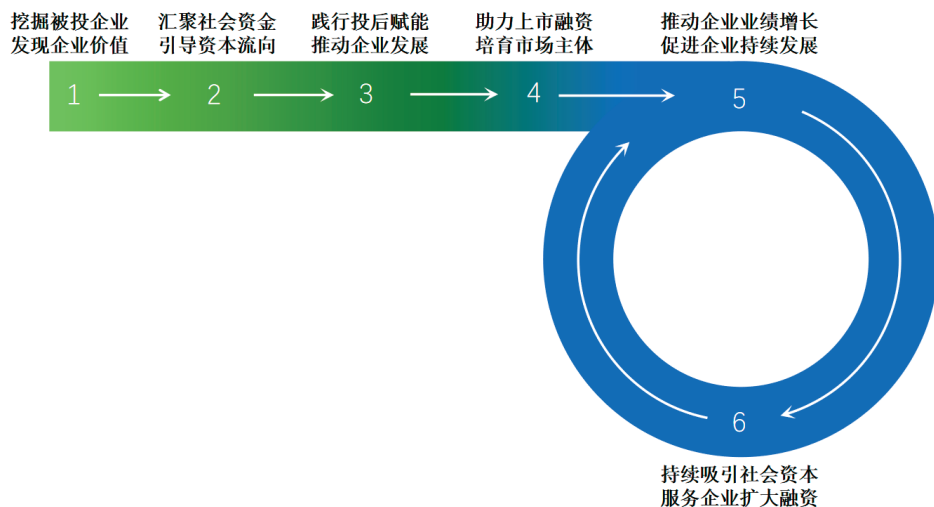 挖掘被投企业
发现企业价值
汇聚社会资金
引导资本流向
践行投后赋能
推动企业发展
助力上市融资
培育市场主体
推动企业业绩增长
促进企业持续发展
1
2
3
4
5
6
持续吸引社会资本
服务企业扩大融资